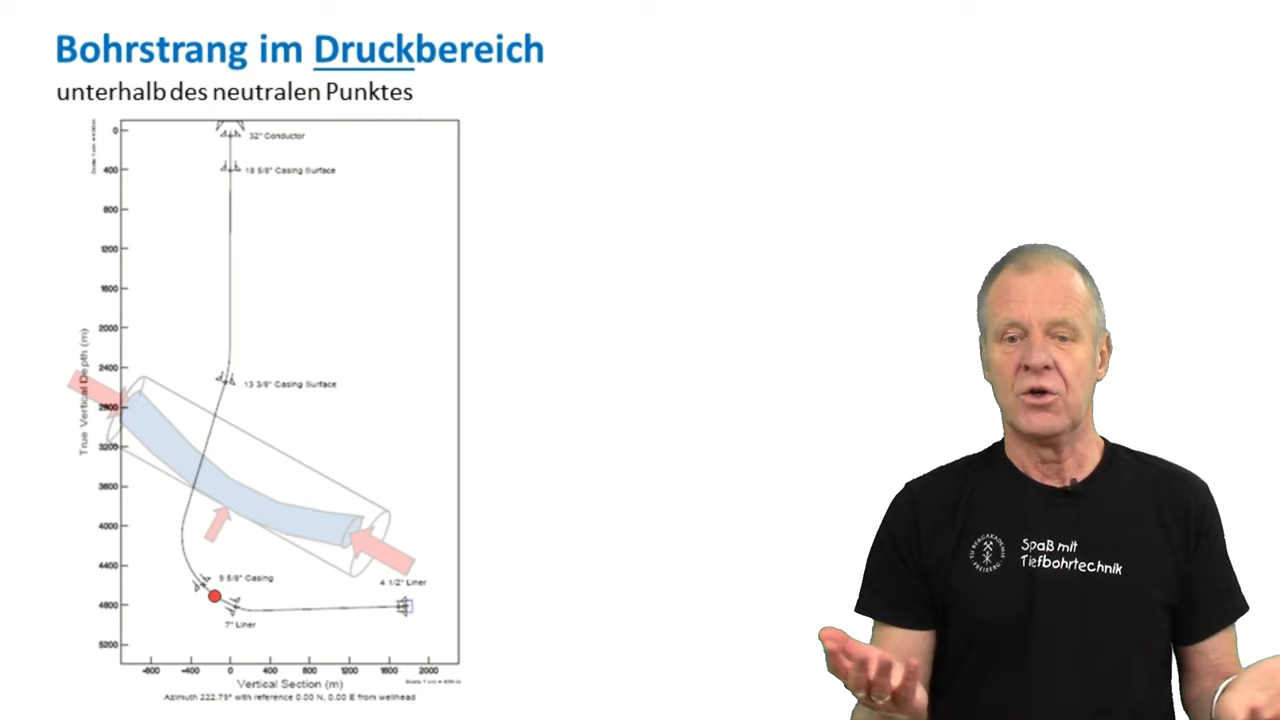 Bohrstrang im Druckbereich
unterhalb des neutralen Punktes
0
32" Conductor
400
18 5/8" Casing Surface
800
1200
1600
2000
2400
13 3/8" Casing Surface
2800
3200
3600
4000
4400
9 5/8" Casing
4 1/2" Liner
4800
7" Liner
5200
True Vertical Depth (m)
-800 -400 0 400 800 1200 1600 2000
Vertical Section (m)
Azimuth 222.79° with reference 0.00 N, 0.00 E from wellhead
TU BERGAKADEMIE FREIBERG
Spaß mit
Tiefbohrtechnik